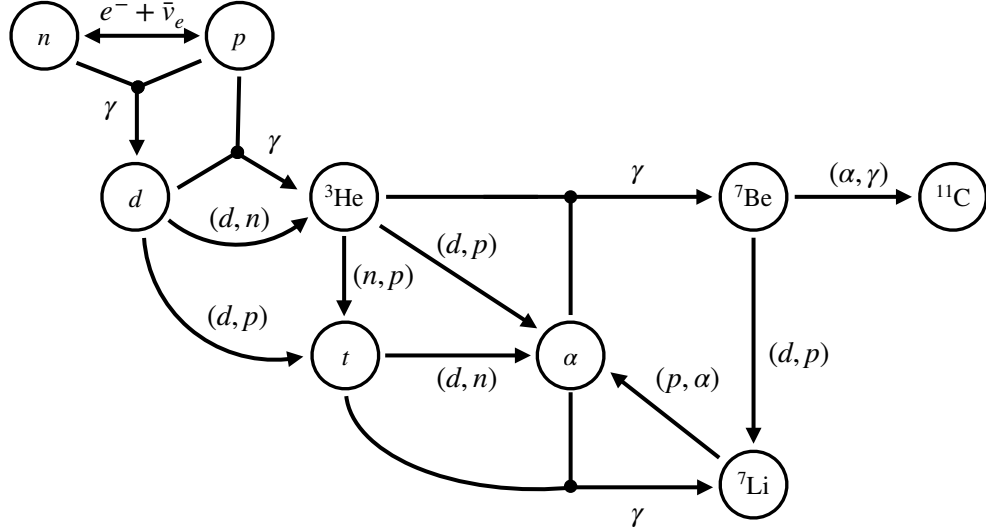 n
e⁻ + v̄ₑ
p
γ
γ
d
³He
γ
⁷Be
(α, γ)
¹¹C
(d, n)
(d, p)
(n, p)
(d, p)
t
(d, n)
α
(p, α)
(d, p)
⁷Li
γ